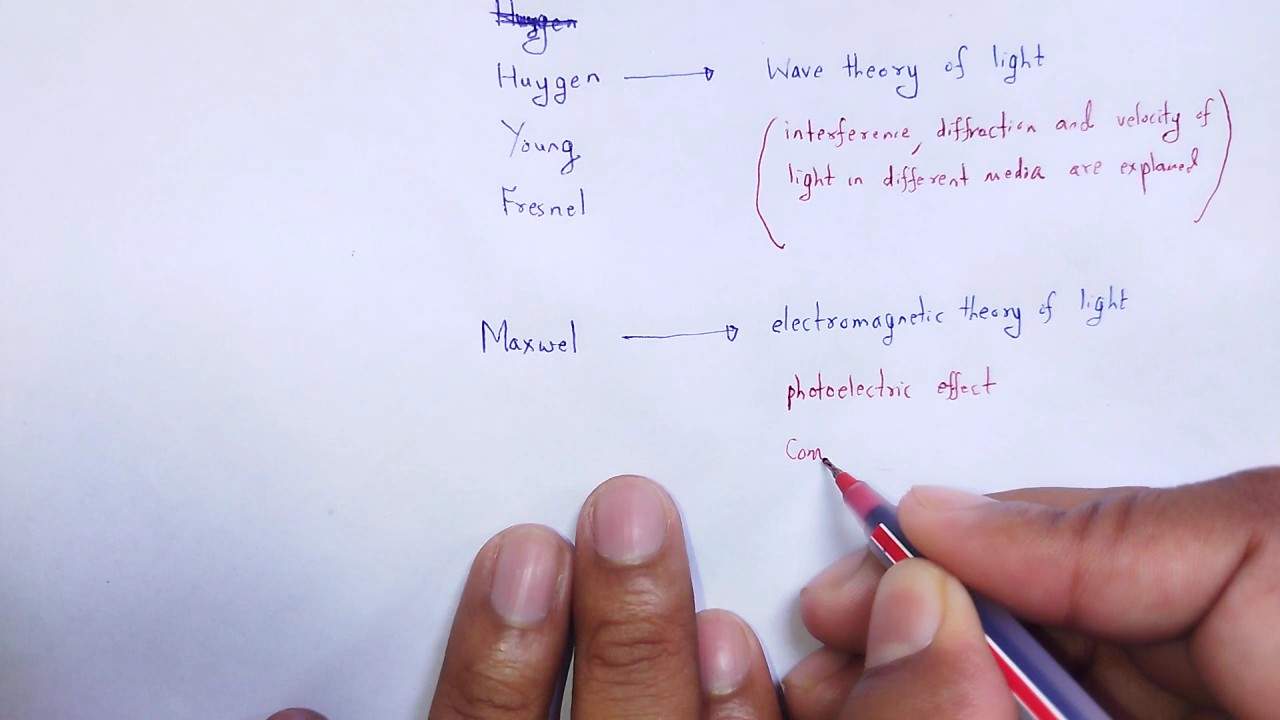 Huygen
Huygen → Wave theory of light
Young
(interference, diffraction and velocity of
light in different media are explained)
Fresnel
Maxwel → electromagnetic theory of light
photoelectric effect
Com